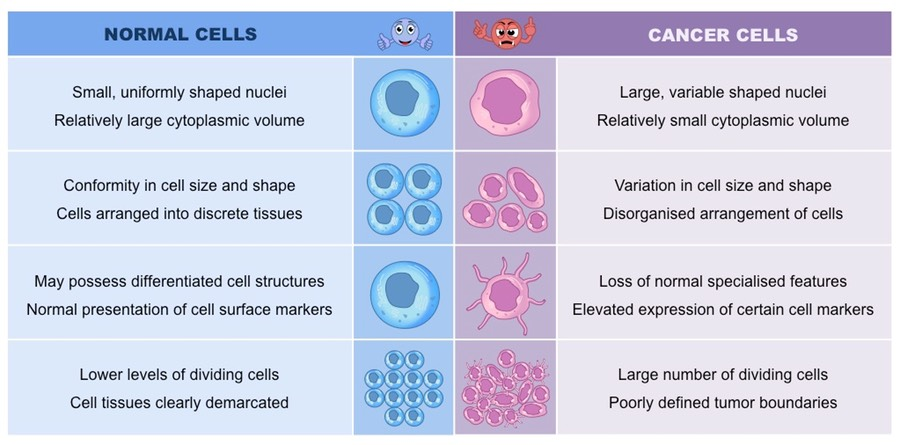 NORMAL CELLS
CANCER CELLS
Small, uniformly shaped nuclei
Relatively large cytoplasmic volume
Large, variable shaped nuclei
Relatively small cytoplasmic volume
Conformity in cell size and shape
Cells arranged into discrete tissues
Variation in cell size and shape
Disorganised arrangement of cells
May possess differentiated cell structures
Normal presentation of cell surface markers
Loss of normal specialised features
Elevated expression of certain cell markers
Lower levels of dividing cells
Cell tissues clearly demarcated
Large number of dividing cells
Poorly defined tumor boundaries